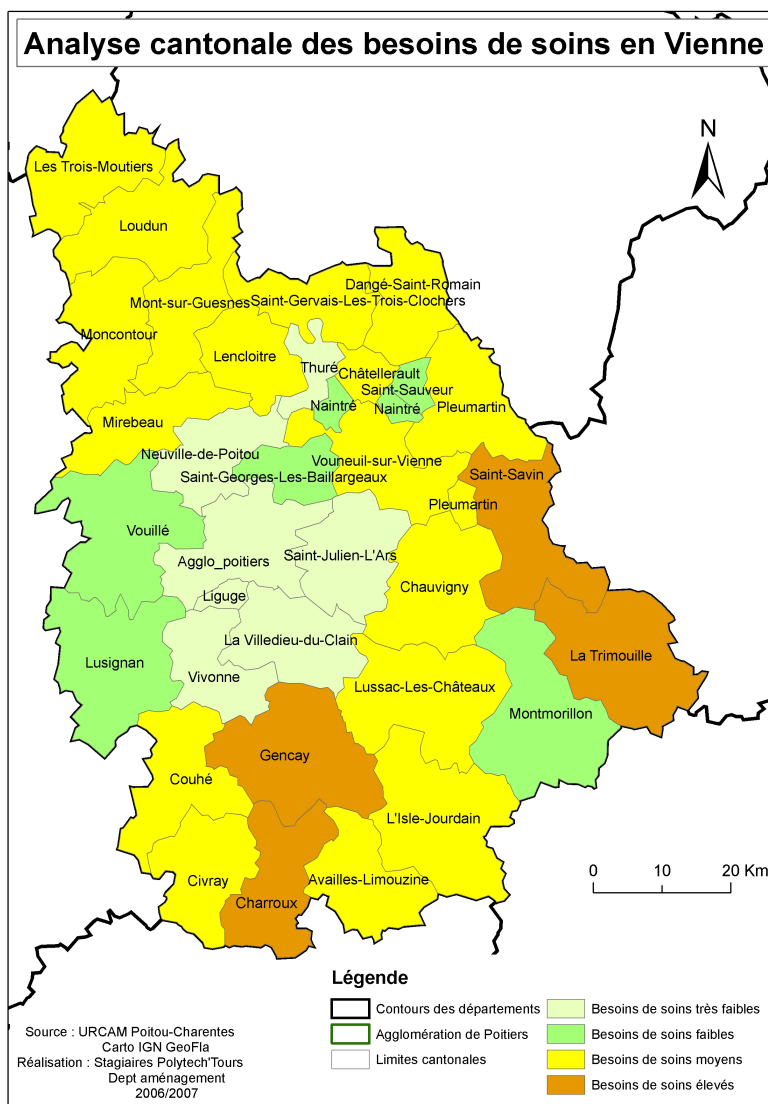 Analyse cantonale des besoins de soins en Vienne
N
Les Trois-Moutiers
Loudun
Dangé-Saint-Romain
Mont-sur-Guesnes
Saint-Gervais-Les-Trois-Clochers
Moncontour
Lencloitre
Thuré
Châtellerault
Saint-Sauveur
Naintré
Naintré
Pleumartin
Mirebeau
Neuville-de-Poitou
Vouneuil-sur-Vienne
Saint-Savin
Saint-Georges-Les-Baillargeaux
Pleumartin
Vouillé
Agglo_poitiers
Saint-Julien-L'Ars
Chauvigny
Liguge
La Villedieu-du-Clain
La Trimouille
Lusignan
Vivonne
Lussac-Les-Châteaux
Montmorillon
Gencay
Couhé
L'Isle-Jourdain
Civray
Availles-Limouzine
Charroux
0 10 20 Km
Légende
Contours des départements
Agglomération de Poitiers
Limites cantonales
Besoins de soins très faibles
Besoins de soins faibles
Besoins de soins moyens
Besoins de soins élevés
Source : URCAM Poitou-Charentes
Carto IGN GeoFla
Réalisation : Stagiaires Polytech'Tours
Dept aménagement
2006/2007